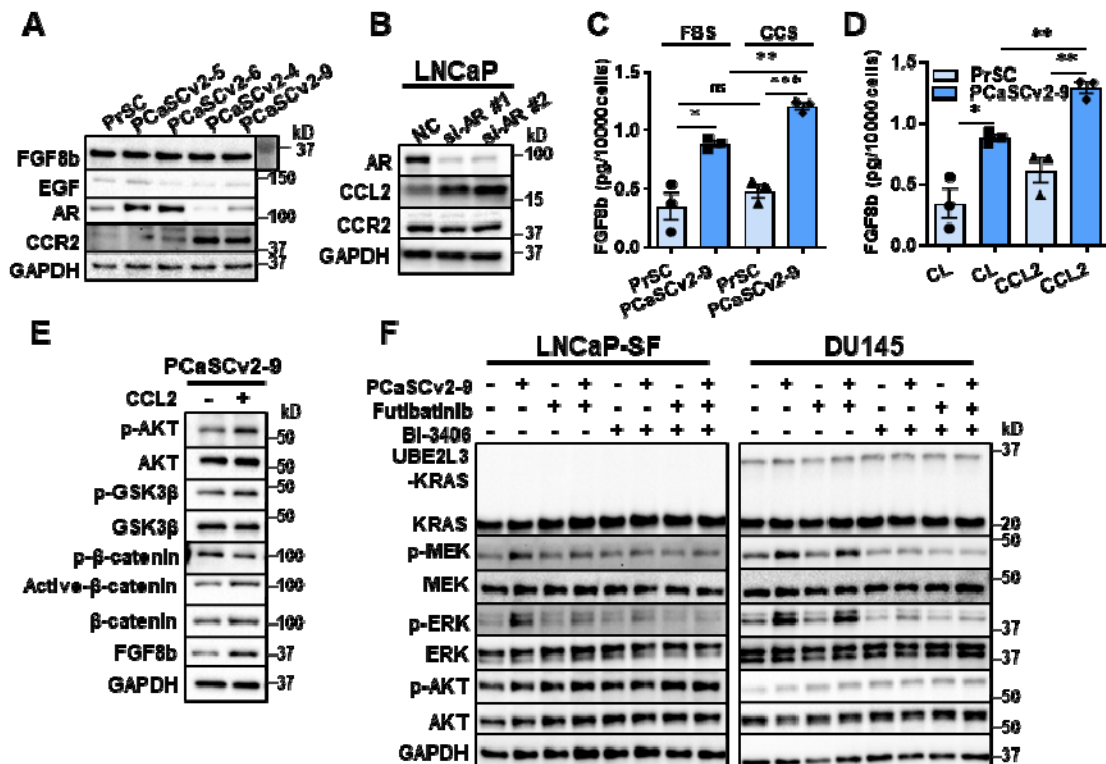 A
PrSC
PCaSCv2-5
PCaSCv2-6
PCaSCv2-4
PCaSCv2-9
kD
FGF8b
37
EGF
150
AR
100
CCR2
37
GAPDH
37
B
LNCaP
NC
si-AR #1
si-AR #2
kD
AR
100
CCL2
15
CCR2
37
GAPDH
37
C
FBS
CCS
**
ns
***
*
1.5
1.0
0.5
0.0
FGF8b (pg/10000cells)
PrSC
PCaSCv2-9
PrSC
PCaSCv2-9
D
**
**
PrSC
PCaSCv2-9
*
1.5
1.0
0.5
0.0
FGF8b (pg/10000cells)
CL
CL
CCL2
CCL2
E
PCaSCv2-9
CCL2 - +
kD
p-AKT
50
AKT
50
p-GSK3β
50
GSK3β
50
p-β-catenin
100
Active-β-catenin
100
β-catenin
100
FGF8b
37
GAPDH
37
F
LNCaP-SF
DU145
PCaSCv2-9 - + - + - + - + - + - + - + - +
Futibatinib - - + + - - + + - - + + - - + +
BI-3406 - - - - + + + + - - - - + + + +
kD
UBE2L3
-KRAS
37
KRAS
20
p-MEK
50
MEK
50
p-ERK
37
ERK
37
p-AKT
50
AKT
50
GAPDH
37